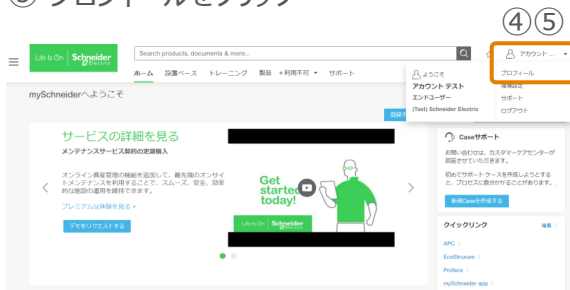 ⑤ プロフィールをクリック
④⑤
Life Is On Schneider Electric
Search products, documents & more...
アカウント ...
ホーム 設置ベース トレーニング 製品 *利用不可 サポート
ようこそ
アカウント テスト
エンドユーザー
(Test) Schneider Electric
プロフィール
サポート
ログアウト
mySchneiderへようこそ
サービスの詳細を見る
メンテナンスサービス契約の定期購入
オンライン資産管理の機能を追加して、最先端のオンサイ
トメンテナンスを利用することで、スムーズ、安全、効率
的な施設の運用を維持できます。
プレミアムな体験を見る >
デモをリクエストする
Get
started
today!
Life Is On Schneider Electric
Caseサポート
お問い合わせは、カスタマーケアセンターが
回答させていただきます。
初めてサポート ケースを作成しようとする
と、プロセスに数分かかることがあります。
新規Caseを作成する
クイックリンク
編集 >
APC >
EcoStruxure >
Proface >
mySchneider app >